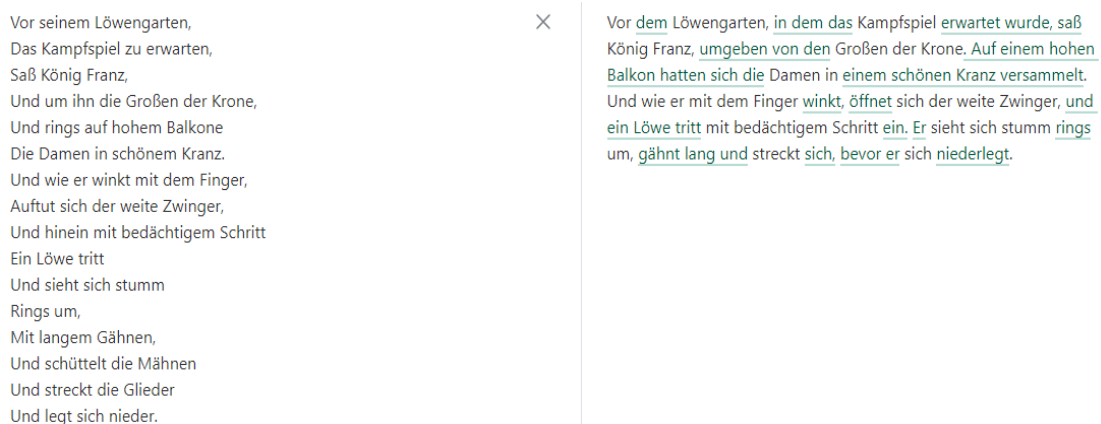 Vor seinem Löwengarten,
Das Kampfspiel zu erwarten,
Saß König Franz,
Und um ihn die Großen der Krone,
Und rings auf hohem Balkone
Die Damen in schönem Kranz.
Und wie er winkt mit dem Finger,
Auftut sich der weite Zwinger,
Und hinein mit bedächtigem Schritt
Ein Löwe tritt
Und sieht sich stumm
Rings um,
Mit langem Gähnen,
Und schüttelt die Mähnen
Und streckt die Glieder
Und legt sich nieder.
Vor dem Löwengarten, in dem das Kampfspiel erwartet wurde, saß
König Franz, umgeben von den Großen der Krone. Auf einem hohen
Balkon hatten sich die Damen in einem schönen Kranz versammelt.
Und wie er mit dem Finger winkt, öffnet sich der weite Zwinger, und
ein Löwe tritt mit bedächtigem Schritt ein. Er sieht sich stumm rings
um, gähnt lang und streckt sich, bevor er sich niederlegt.